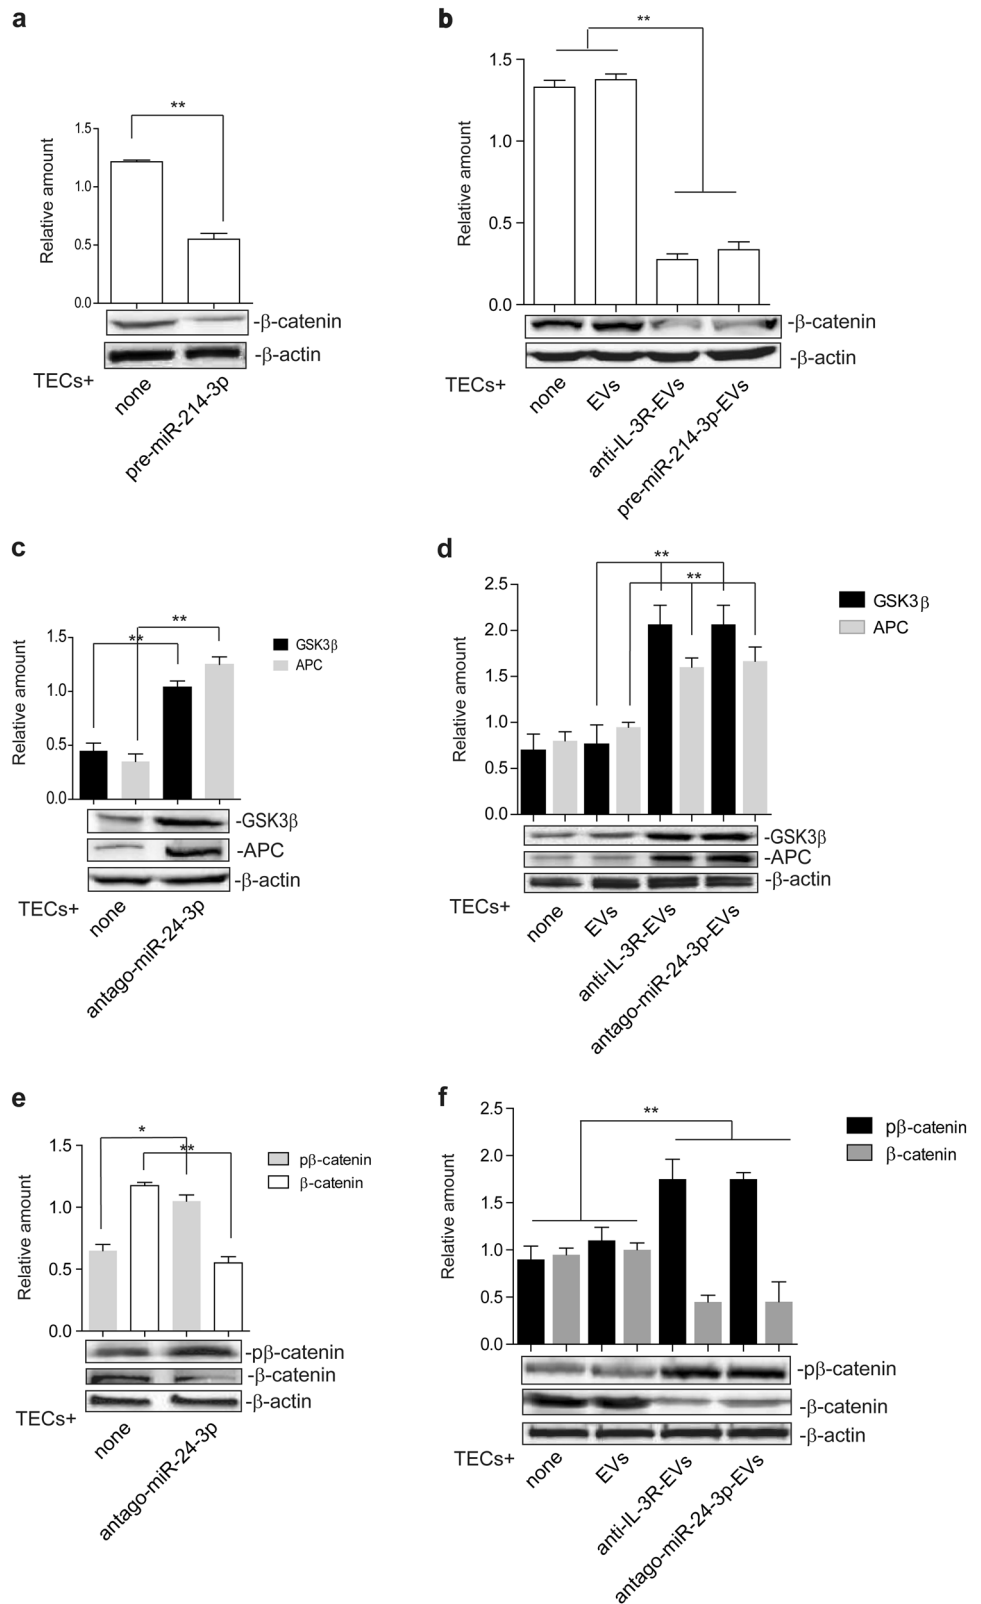 a
**
1.5
1.0
0.5
0.0
Relative amount
-β-catenin
-β-actin
TECs+
none
pre-miR-214-3p
b
**
1.5
1.0
0.5
0
Relative amount
-β-catenin
-β-actin
TECs+
none
EVs
anti-IL-3R-EVs
pre-miR-214-3p-EVs
c
**
**
1.5
1.0
0.5
0.0
Relative amount
GSK3β
APC
-GSK3β
-APC
-β-actin
TECs+
none
antago-miR-24-3p
d
**
**
2.5
2.0
1.5
1.0
0.5
0.0
Relative amount
GSK3β
APC
-GSK3β
-APC
-β-actin
TECs+
none
EVs
anti-IL-3R-EVs
antago-miR-24-3p-EVs
e
*
**
1.5
1.0
0.5
0.0
Relative amount
pβ-catenin
β-catenin
-pβ-catenin
-β-catenin
-β-actin
TECs+
none
antago-miR-24-3p
f
**
2.5
2.0
1.5
1.0
0.5
0.0
Relative amount
pβ-catenin
β-catenin
-pβ-catenin
-β-catenin
-β-actin
TECs+
none
EVs
anti-IL-3R-EVs
antago-miR-24-3p-EVs